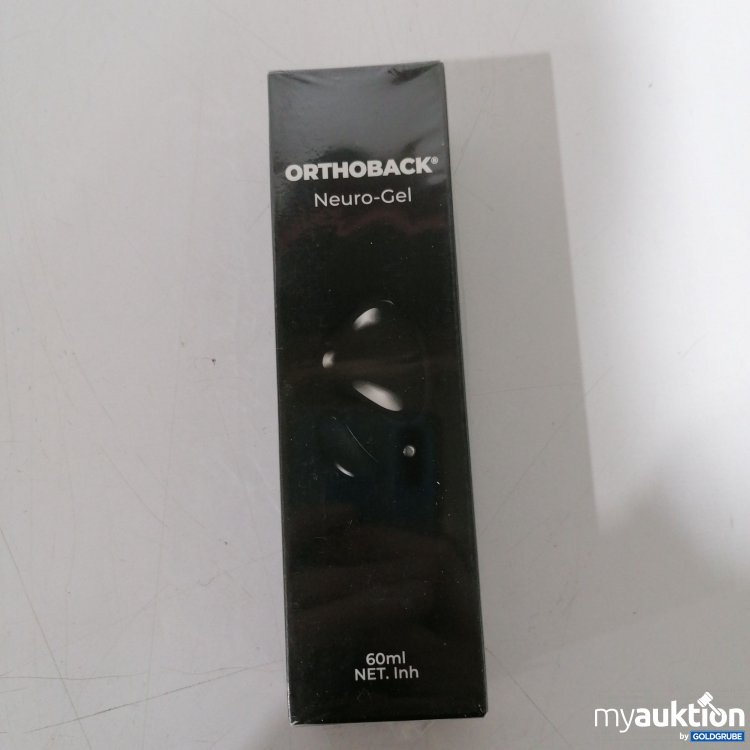 ORTHOBACK®
Neuro-Gel
60ml
NET. Inh
myauktion
by GOLDGRUBE